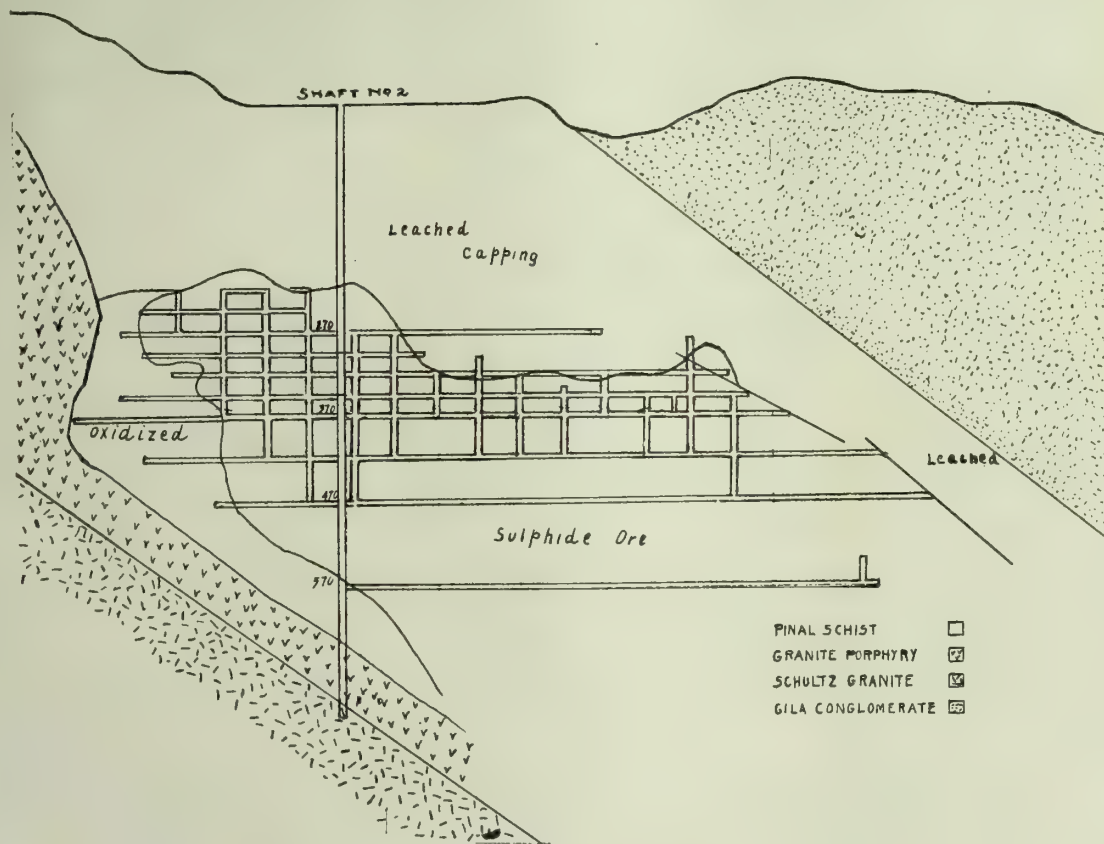 SHAFT Nº 2
Leached
Capping
270
370
Oxidized
Leached
470
Sulphide Ore
570
PINAL SCHIST
GRANITE PORPHYRY
SCHULTZ GRANITE
GILA CONGLOMERATE